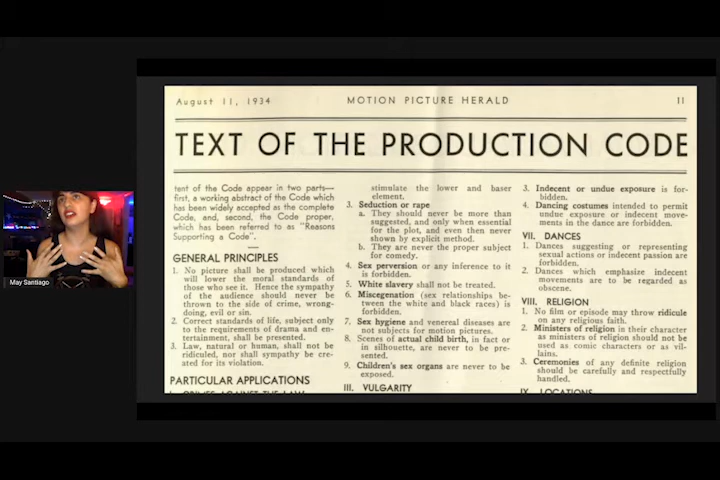 August 11, 1934
MOTION PICTURE HERALD
11
TEXT OF THE PRODUCTION CODE
tent of the Code appear in two parts—
first, a working abstract of the Code which
has been widely accepted as the complete
Code, and, second, the Code proper,
which has been referred to as "Reasons
Supporting a Code".
GENERAL PRINCIPLES
1. No picture shall be produced which
will lower the moral standards of
those who see it. Hence the sympathy
of the audience should never be
thrown to the side of crime, wrong-
doing, evil or sin.
2. Correct standards of life, subject only
to the requirements of drama and en-
tertainment, shall be presented.
3. Law, natural or human, shall not be
ridiculed, nor shall sympathy be cre-
ated for its violation.
PARTICULAR APPLICATIONS
stimulate the lower and baser
element.
3. Seduction or rape
a. They should never be more than
suggested, and only when essential
for the plot, and even then never
shown by explicit method.
b. They are never the proper subject
for comedy.
4. Sex perversion or any inference to it
is forbidden.
5. White slavery shall not be treated.
6. Miscegenation (sex relationships be-
tween the white and black races) is
forbidden.
7. Sex hygiene and venereal diseases are
not subjects for motion pictures.
8. Scenes of actual child birth, in fact or
in silhouette, are never to be pre-
sented.
9. Children's sex organs are never to be
exposed.
III. VULGARITY
3. Indecent or undue exposure is for-
bidden.
4. Dancing costumes intended to permit
undue exposure or indecent move-
ments in the dance are forbidden.
VII. DANCES
1. Dances suggesting or representing
sexual actions or indecent passion are
forbidden.
2. Dances which emphasize indecent
movements are to be regarded as
obscene.
VIII. RELIGION
1. No film or episode may throw ridicule
on any religious faith.
2. Ministers of religion in their character
as ministers of religion should not be
used as comic characters or as vil-
lains.
3. Ceremonies of any definite religion
should be carefully and respectfully
handled.
IX. LOCATIONS
May Santiago